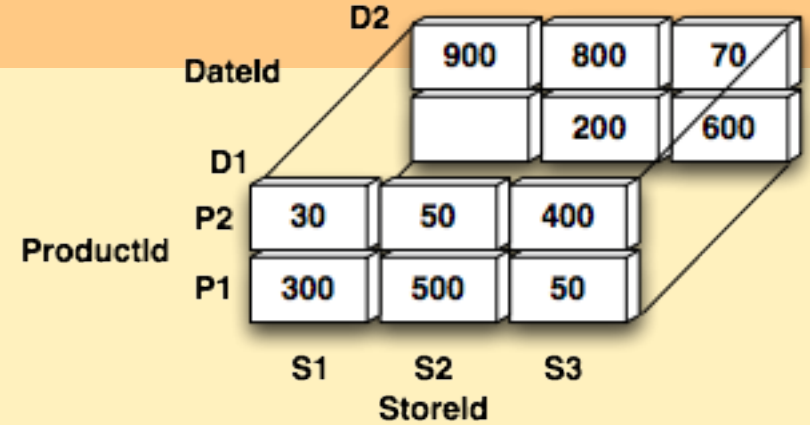 D2
900 800 70
DateId
200 600
D1
P2 30 50 400
ProductId
P1 300 500 50
S1 S2 S3
StoreId